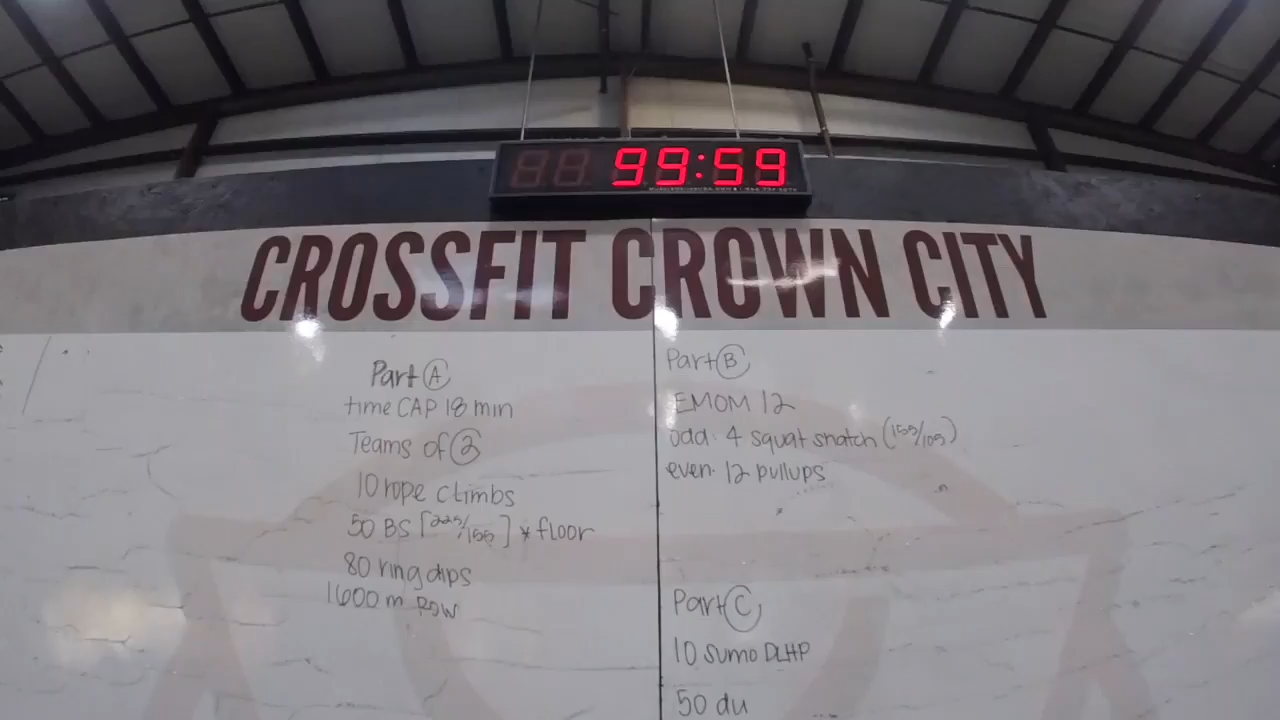 99:59
CROSSFIT CROWN CITY
Part A
time CAP 18 min
Teams of 2
10 rope climbs
50 BS [225/155] * floor
80 ring dips
1600 m ROW
Part B
EMOM 12
odd: 4 squat snatch (155/105)
even: 12 pullups
Part C
10 sumo DLHP
50 du